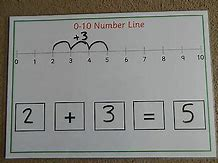 0-10 Number Line
+3
0 1 2 3 4 5 6 7 8 9 10
2 + 3 = 5